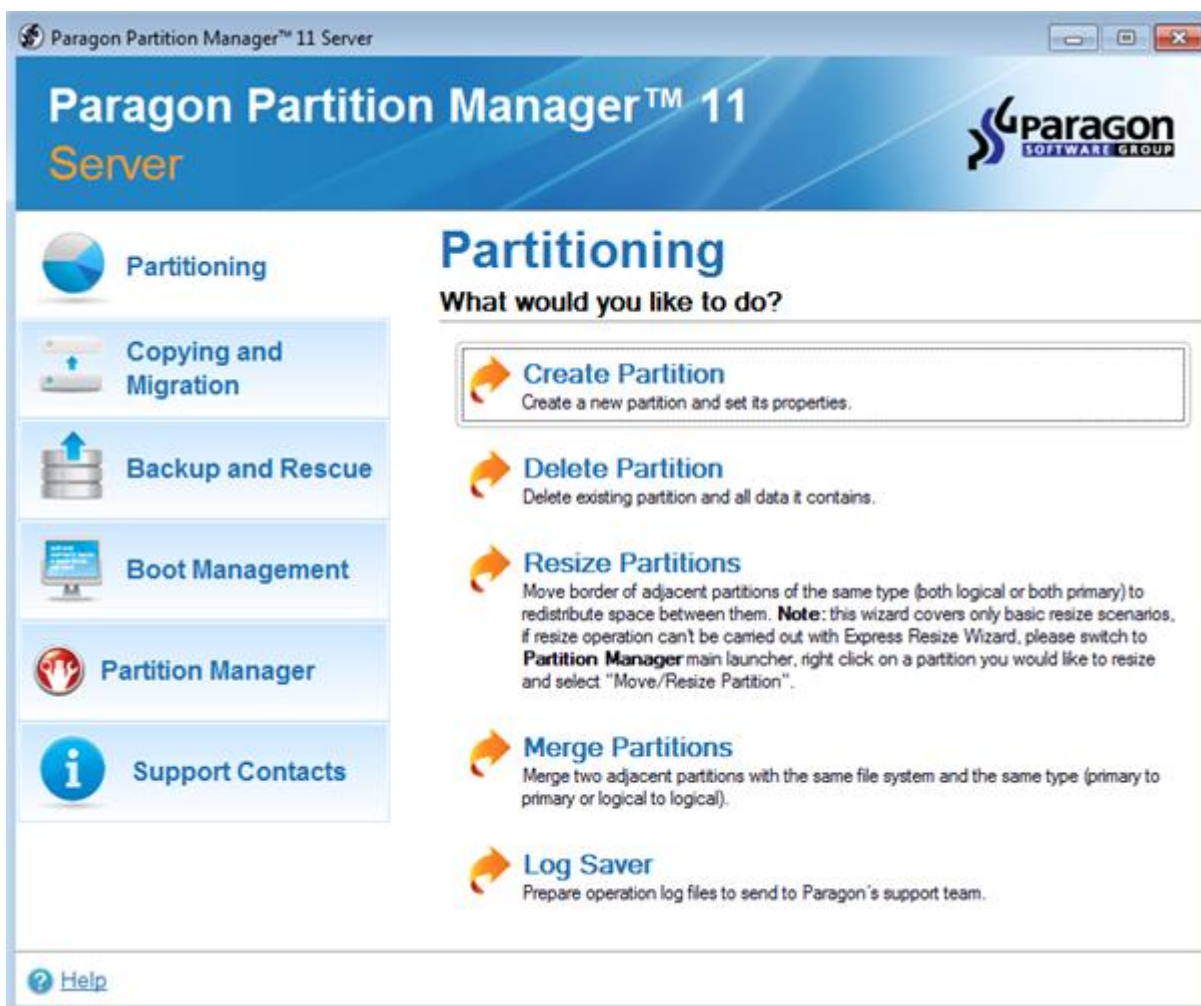 Paragon Partition Manager™ 11 Server
Paragon Partition Manager™ 11
Server
Paragon
SOFTWARE GROUP
Partitioning
Copying and
Migration
Backup and Rescue
Boot Management
Partition Manager
Support Contacts
Partitioning
What would you like to do?
Create Partition
Create a new partition and set its properties.
Delete Partition
Delete existing partition and all data it contains.
Resize Partitions
Move border of adjacent partitions of the same type (both logical or both primary) to
redistribute space between them. Note: this wizard covers only basic resize scenarios,
if resize operation can't be carried out with Express Resize Wizard, please switch to
Partition Manager main launcher, right click on a partition you would like to resize
and select "Move/Resize Partition".
Merge Partitions
Merge two adjacent partitions with the same file system and the same type (primary to
primary or logical to logical).
Log Saver
Prepare operation log files to send to Paragon's support team.
Help